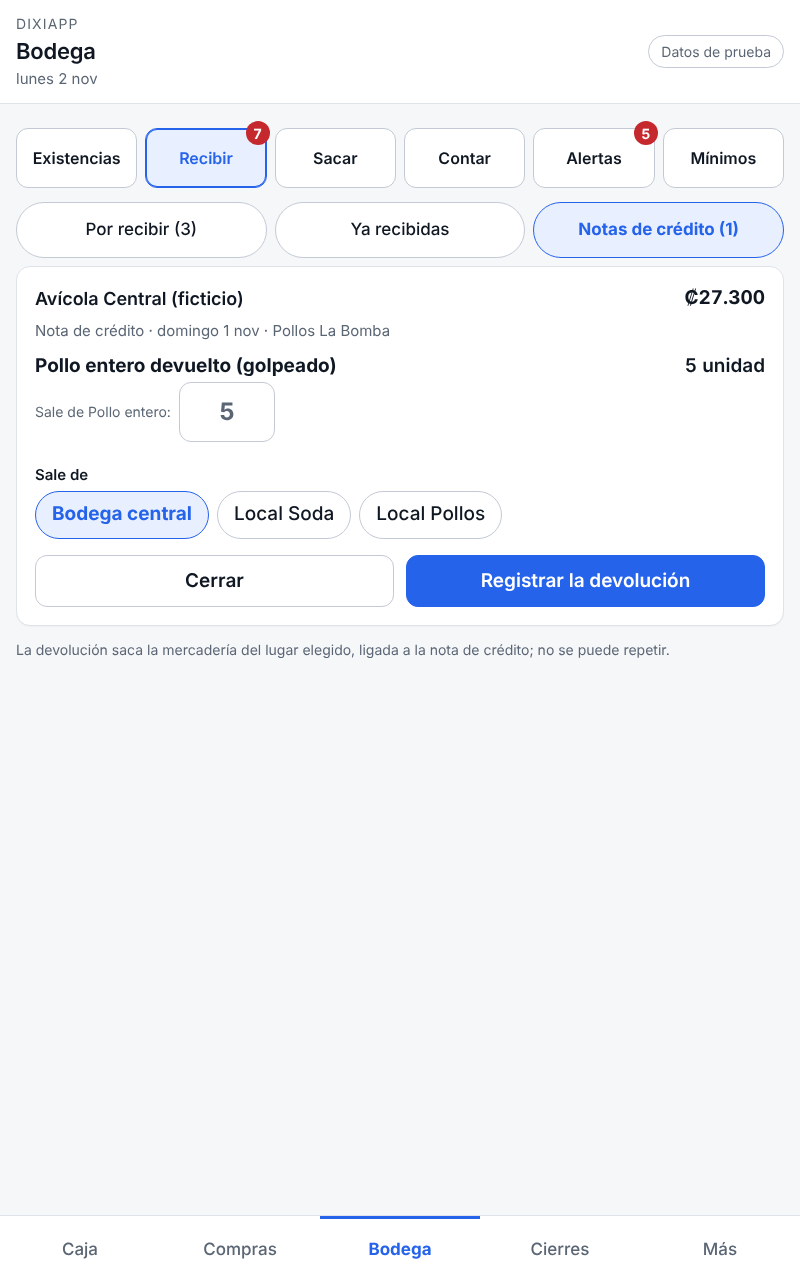 DIXIAPP
Bodega
lunes 2 nov
Datos de prueba
Existencias
Recibir
7
Sacar
Contar
Alertas
5
Mínimos
Por recibir (3)
Ya recibidas
Notas de crédito (1)
Avícola Central (ficticio)
₡27.300
Nota de crédito · domingo 1 nov · Pollos La Bomba
Pollo entero devuelto (golpeado)
5 unidad
Sale de Pollo entero:
5
Sale de
Bodega central
Local Soda
Local Pollos
Cerrar
Registrar la devolución
La devolución saca la mercadería del lugar elegido, ligada a la nota de crédito; no se puede repetir.
Caja
Compras
Bodega
Cierres
Más